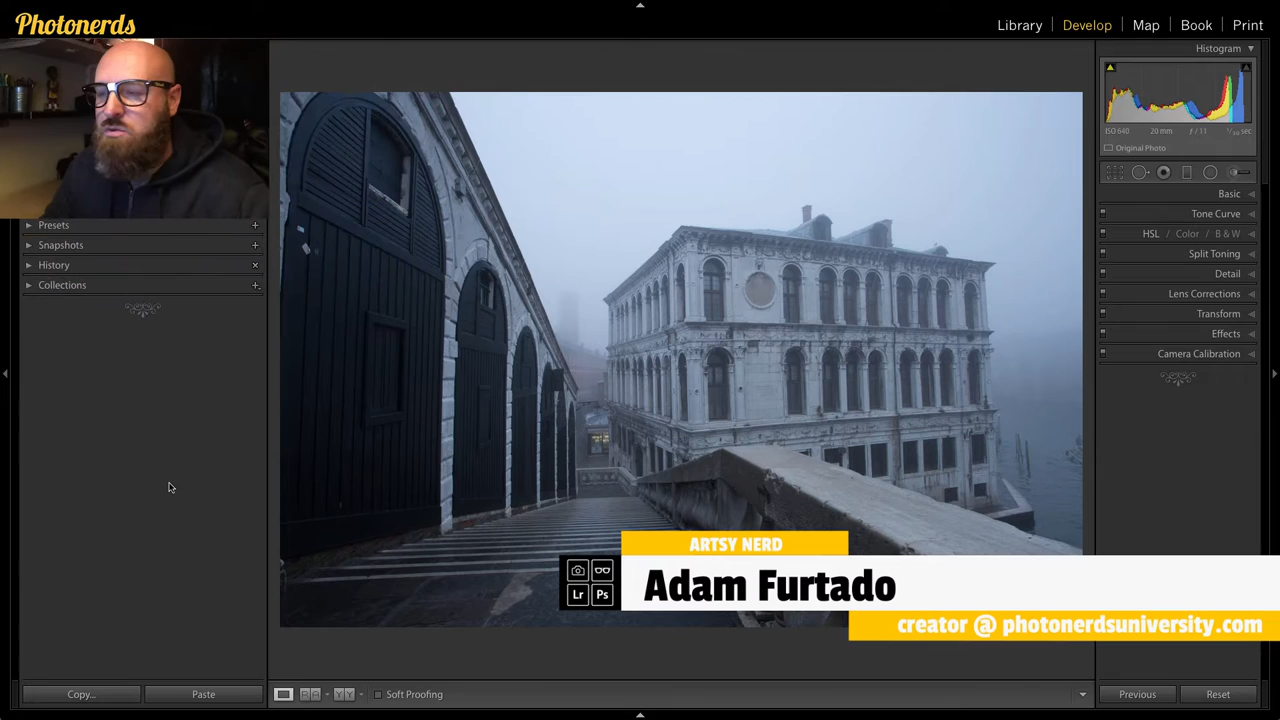 Photonerds
Library | Develop | Map | Book | Print
Histogram
ISO 640 20 mm ƒ / 11
Original Photo
Basic
Tone Curve
HSL / Color / B & W
Split Toning
Detail
Lens Corrections
Transform
Effects
Camera Calibration
Presets
Snapshots
History
Collections
ARTSY NERD
Adam Furtado
Lr Ps
creator @ photonerdsuniversity.com
Copy...
Paste
RA
YY
Soft Proofing
Previous
Reset